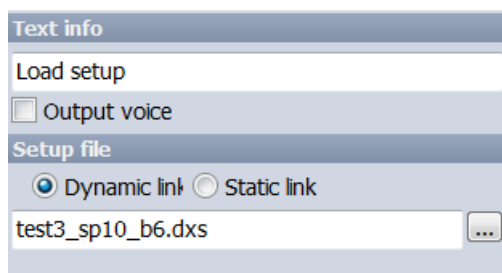 Text info
Load setup
Output voice
Setup file
Dynamic link Static link
test3_sp10_b6.dxs
...